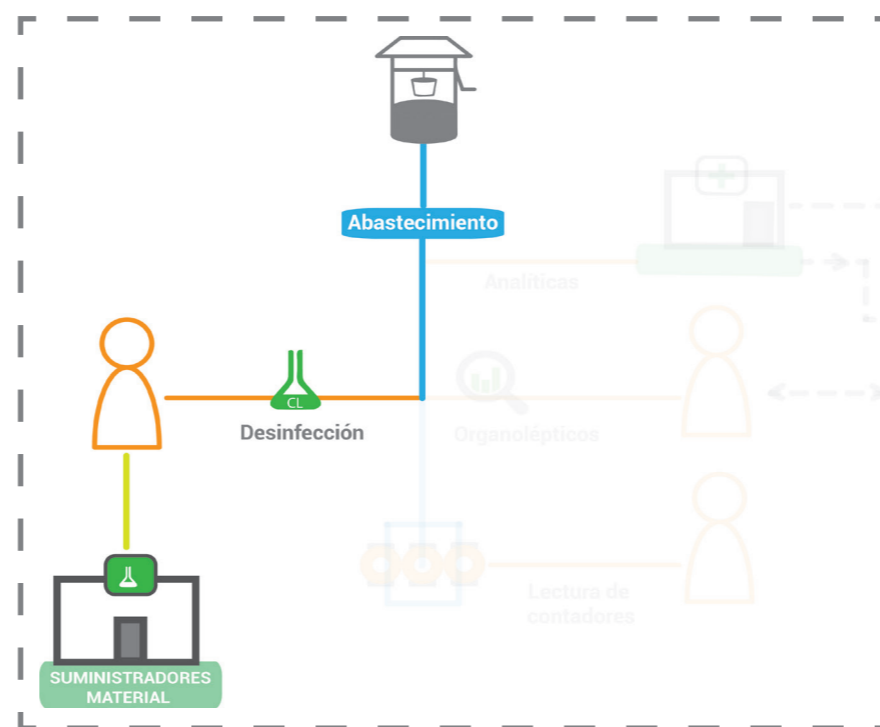 Abastecimiento
Analíticas
CL
Desinfección
Organolépticos
Lectura de
contadores
SUMINISTRADORES
MATERIAL